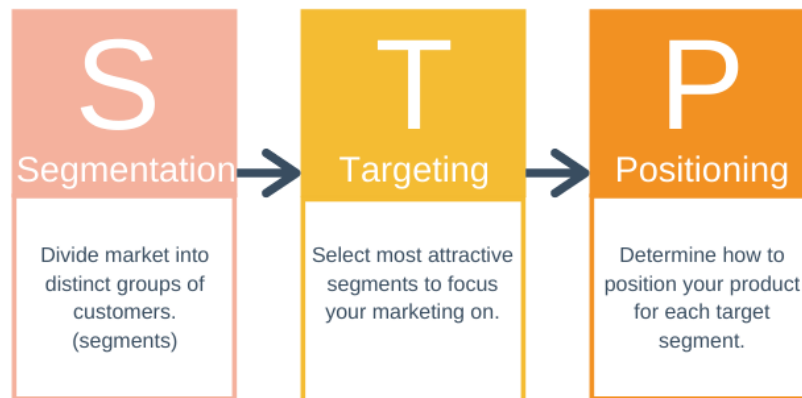 S
Segmentation
Divide market into
distinct groups of
customers.
(segments)
T
Targeting
Select most attractive
segments to focus
your marketing on.
P
Positioning
Determine how to
position your product
for each target
segment.